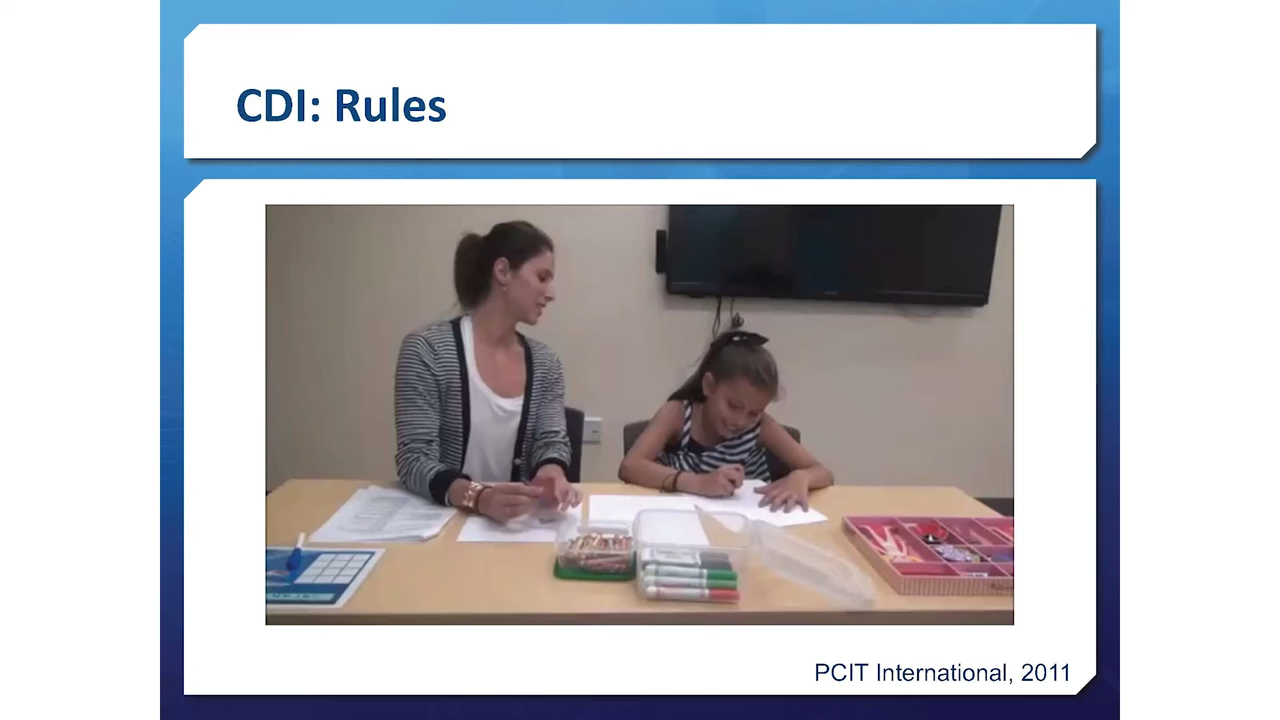 CDI: Rules
PCIT International, 2011